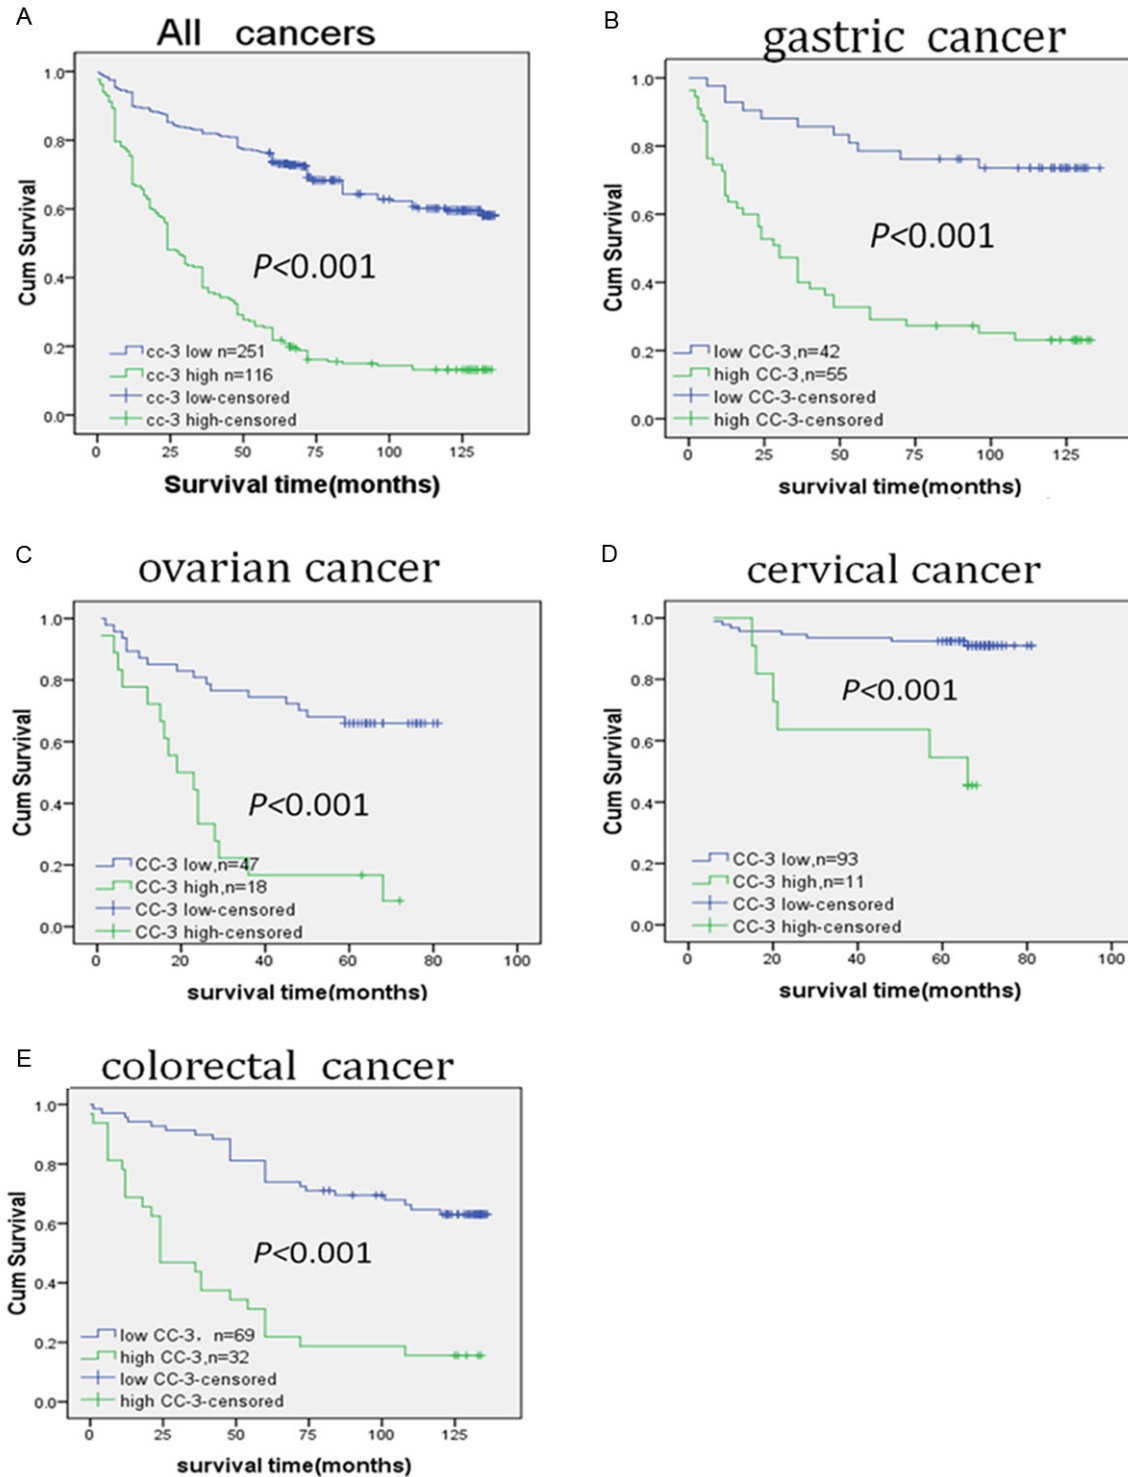 A
All cancers
1.0
0.8
0.6
0.4
0.2
0.0
Cum Survival
P<0.001
cc-3 low n=251
cc-3 high n=116
cc-3 low-censored
cc-3 high-censored
0 25 50 75 100 125
Survival time(months)
B
gastric cancer
1.0
0.8
0.6
0.4
0.2
0.0
Cum Survival
P<0.001
low CC-3,n=42
high CC-3,n=55
low CC-3-censored
high CC-3-censored
0 25 50 75 100 125
survival time(months)
C
ovarian cancer
1.0
0.8
0.6
0.4
0.2
0.0
Cum Survival
P<0.001
CC-3 low,n=47
CC-3 high,n=18
CC-3 low-censored
CC-3 high-censored
0 20 40 60 80 100
survival time(months)
D
cervical cancer
1.0
0.8
0.6
0.4
0.2
0.0
Cum Survival
P<0.001
CC-3 low,n=93
CC-3 high,n=11
CC-3 low-censored
CC-3 high-censored
0 20 40 60 80 100
survival time(months)
E
colorectal cancer
1.0
0.8
0.6
0.4
0.2
0.0
Cum Survival
P<0.001
low CC-3, n=69
high CC-3,n=32
low CC-3-censored
high CC-3-censored
0 25 50 75 100 125
survival time(months)